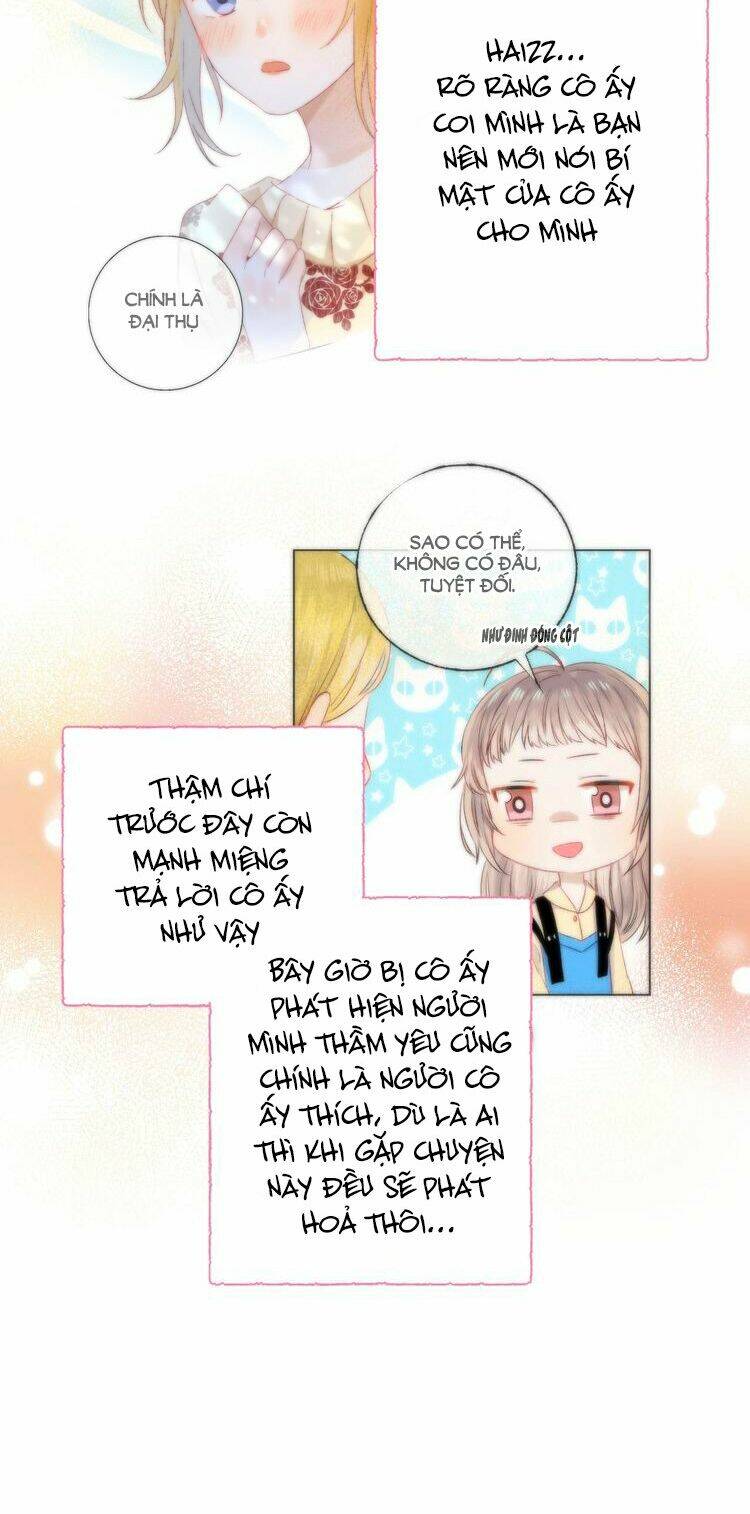 HAIZZ...
RÕ RÀNG CÔ ẤY
COI MÌNH LÀ BẠN
NÊN MỚI NÓI BÍ
MẬT CỦA CÔ ẤY
CHO MÌNH
CHÍNH LÀ
ĐẠI THỤ
SAO CÓ THỂ,
KHÔNG CÓ ĐÂU,
TUYỆT ĐỐI.
NHƯ ĐINH ĐÓNG CỘT
THẬM CHÍ
TRƯỚC ĐÂY CÒN
MẠNH MIỆNG
TRẢ LỜI CÔ ẤY
NHƯ VẬY
BÂY GIỜ BỊ CÔ ẤY
PHÁT HIỆN NGƯỜI
MÌNH THẦM YÊU CŨNG
CHÍNH LÀ NGƯỜI CÔ
ẤY THÍCH, DÙ LÀ AI
THÌ KHI GẶP CHUYỆN
NÀY ĐỀU SẼ PHÁT
HOẢ THÔI...